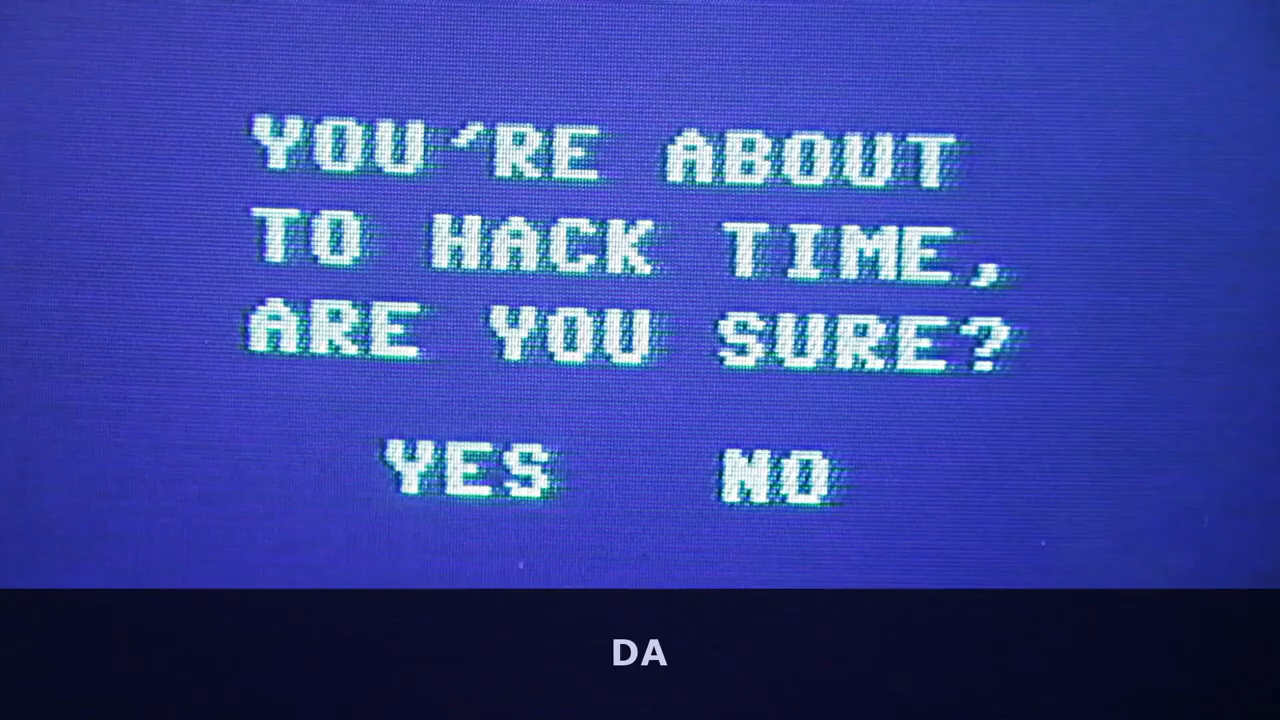 YOU'RE ABOUT
TO HACK TIME,
ARE YOU SURE?
YES NO
DA